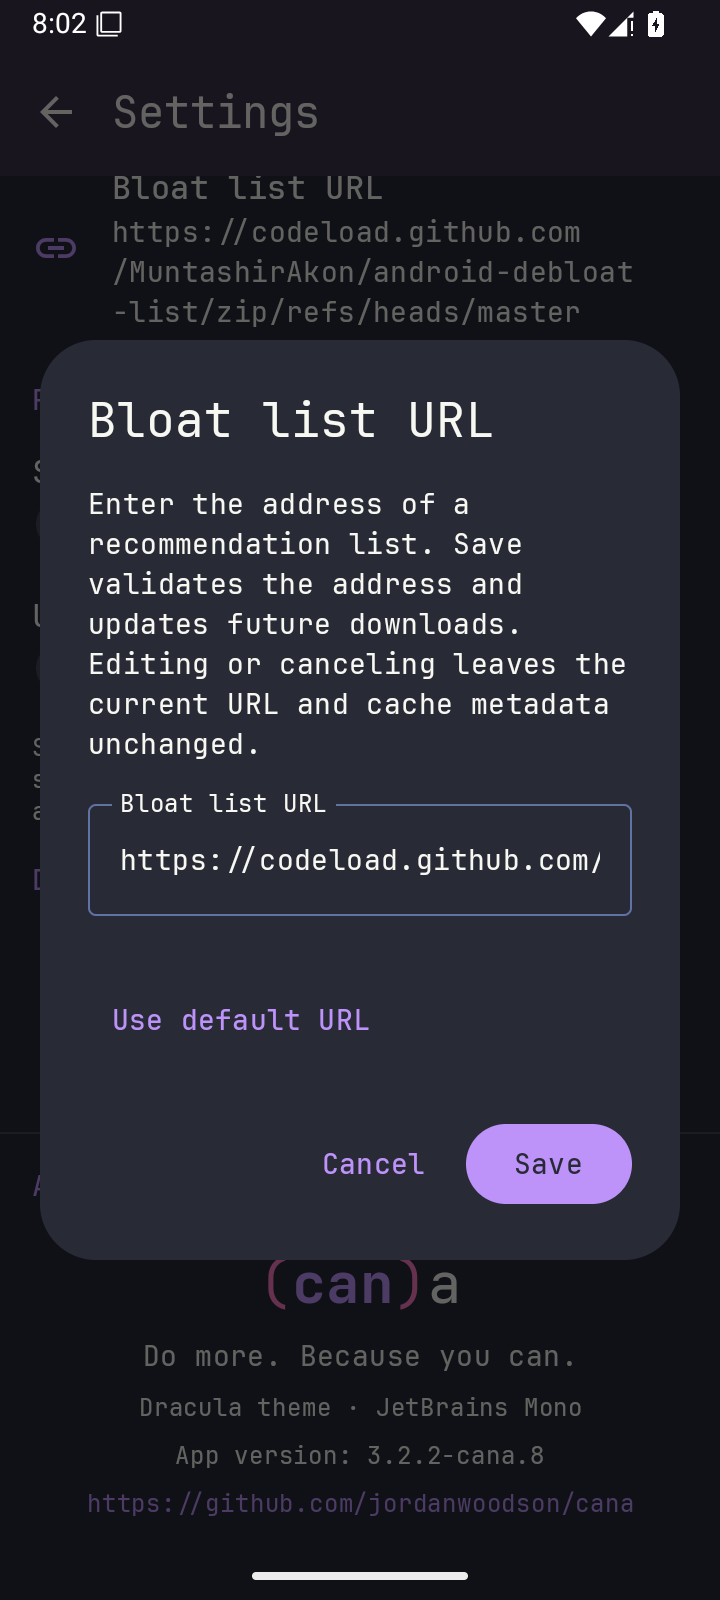 8:02
Settings
Bloat list URL
https://codeload.github.com
/MuntashirAkon/android-debloat
-list/zip/refs/heads/master
Bloat list URL
Enter the address of a
recommendation list. Save
validates the address and
updates future downloads.
Editing or canceling leaves the
current URL and cache metadata
unchanged.
Bloat list URL
https://codeload.github.com/
Use default URL
Cancel
Save
(can)a
Do more. Because you can.
Dracula theme · JetBrains Mono
App version: 3.2.2-cana.8
https://github.com/jordanwoodson/cana